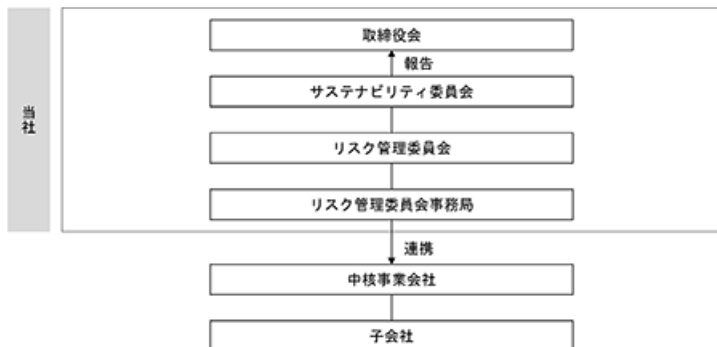 取締役会
報告
サステナビリティ委員会
当社
リスク管理委員会
リスク管理委員会事務局
連携
中核事業会社
子会社